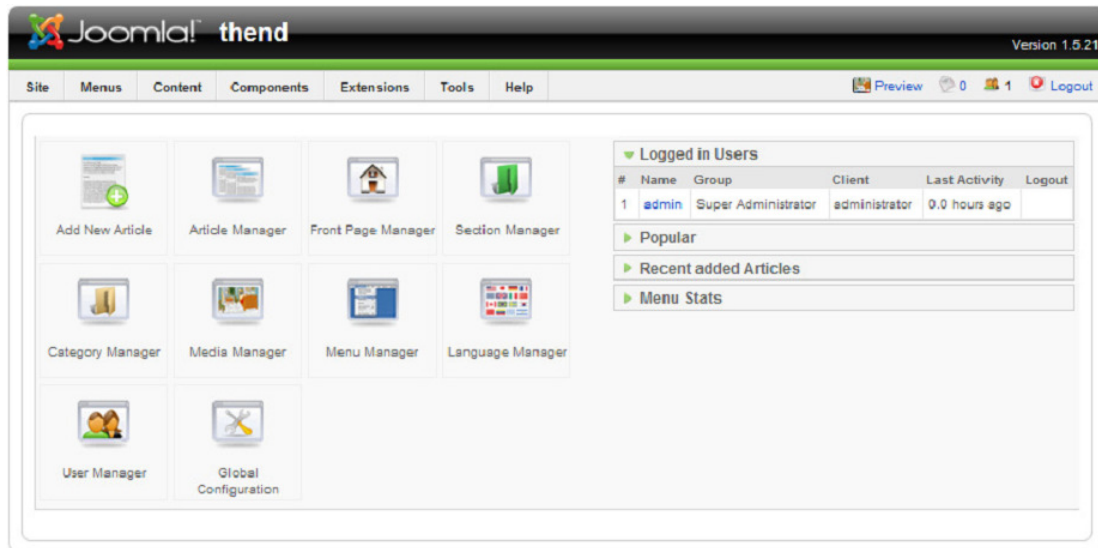 Joomla! thend
Version 1.5.21
Site Menus Content Components Extensions Tools Help Preview 0 1 Logout
Add New Article
Article Manager
Front Page Manager
Section Manager
Category Manager
Media Manager
Menu Manager
Language Manager
User Manager
Global
Configuration
Logged in Users
# Name Group Client Last Activity Logout
1 admin Super Administrator administrator 0.0 hours ago
Popular
Recent added Articles
Menu Stats